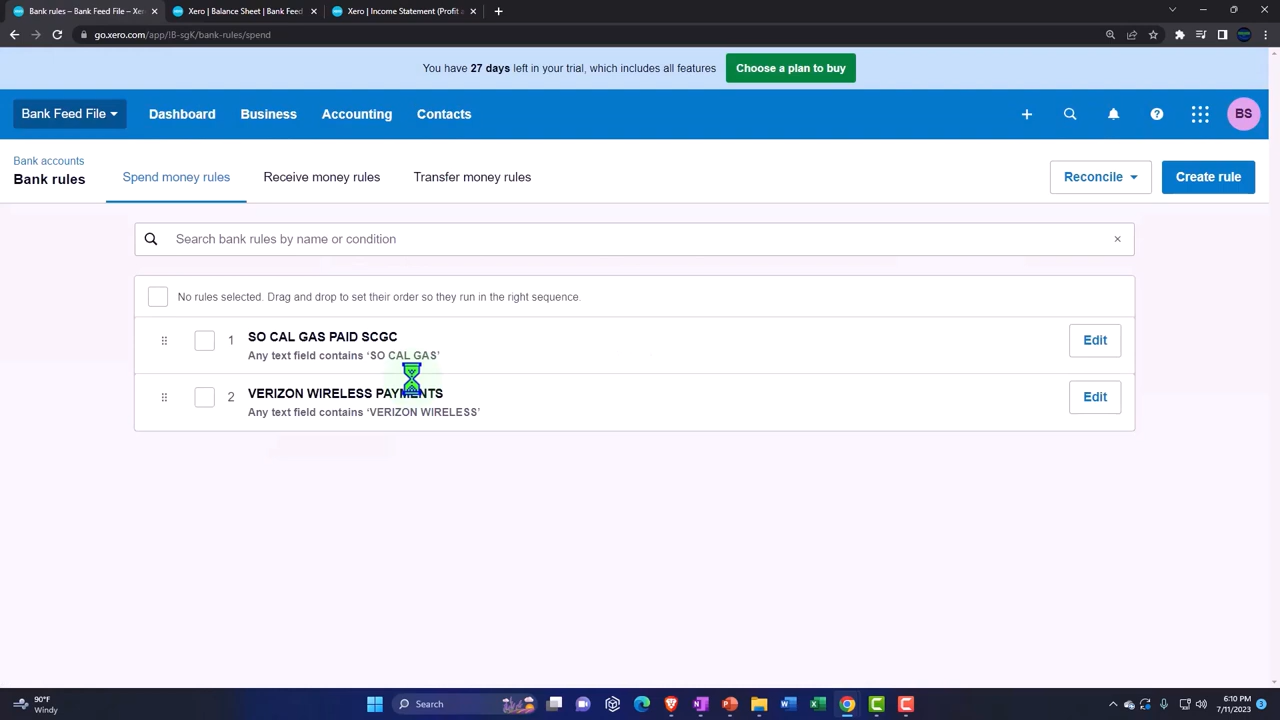 Bank rules – Bank Feed File – Xero
Xero | Balance Sheet | Bank Feed
Xero | Income Statement (Profit a
go.xero.com/app/!B-sgK/bank-rules/spend
You have 27 days left in your trial, which includes all features
Choose a plan to buy
Bank Feed File
Dashboard
Business
Accounting
Contacts
BS
Bank accounts
Bank rules
Spend money rules
Receive money rules
Transfer money rules
Reconcile
Create rule
Search bank rules by name or condition
No rules selected. Drag and drop to set their order so they run in the right sequence.
1
SO CAL GAS PAID SCGC
Any text field contains ‘SO CAL GAS’
Edit
2
VERIZON WIRELESS PAYMENTS
Any text field contains ‘VERIZON WIRELESS’
Edit
90°F
Windy
Search
6:10 PM
7/11/2023